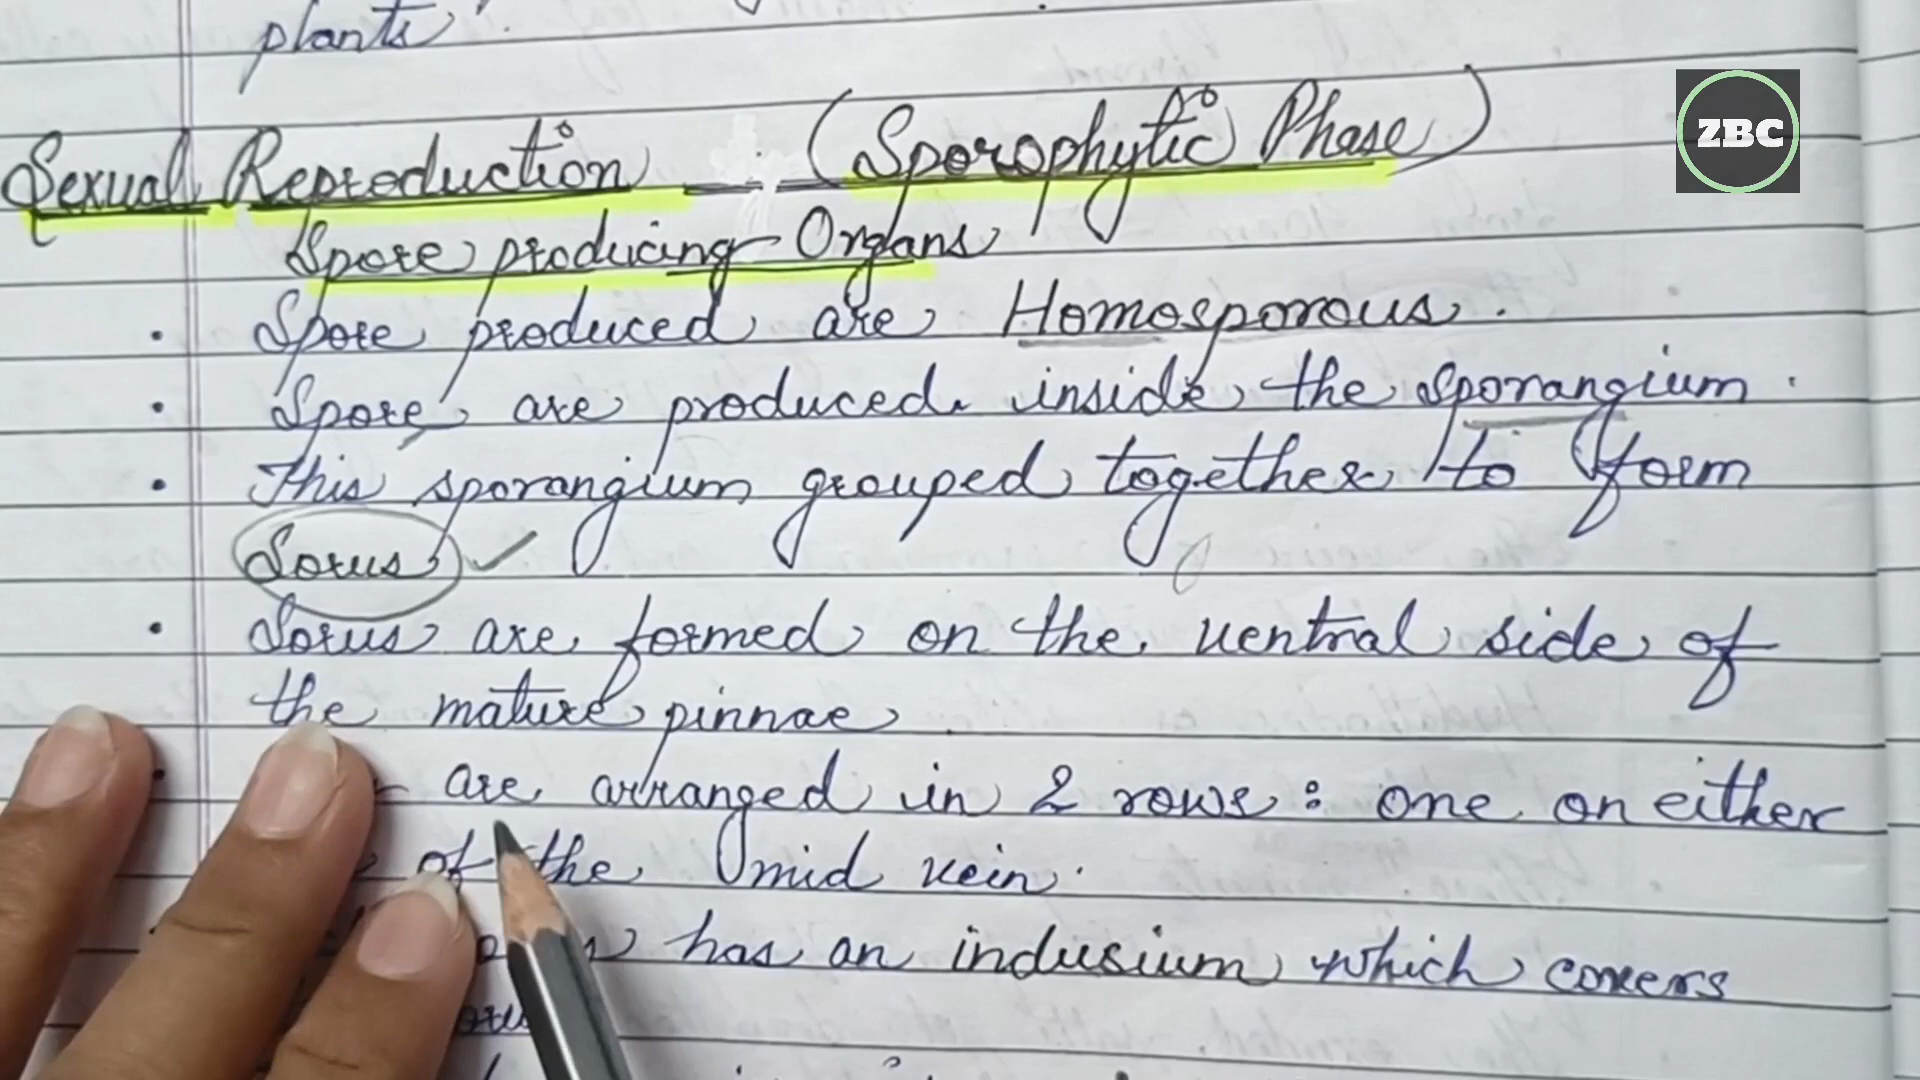 plants'.
Sexual Reproduction — (Sporophytic Phase)
ZBC
Spore producing Organs
• Spore produced are Homosporous.
• Spore are produced inside the sporangium.
• This sporangium grouped together to form
Sorus ✓
• Sorus are formed on the ventral side of
the mature pinnae
• are arranged in 2 rows: one on either
of the mid vein.
has an indusium which covers